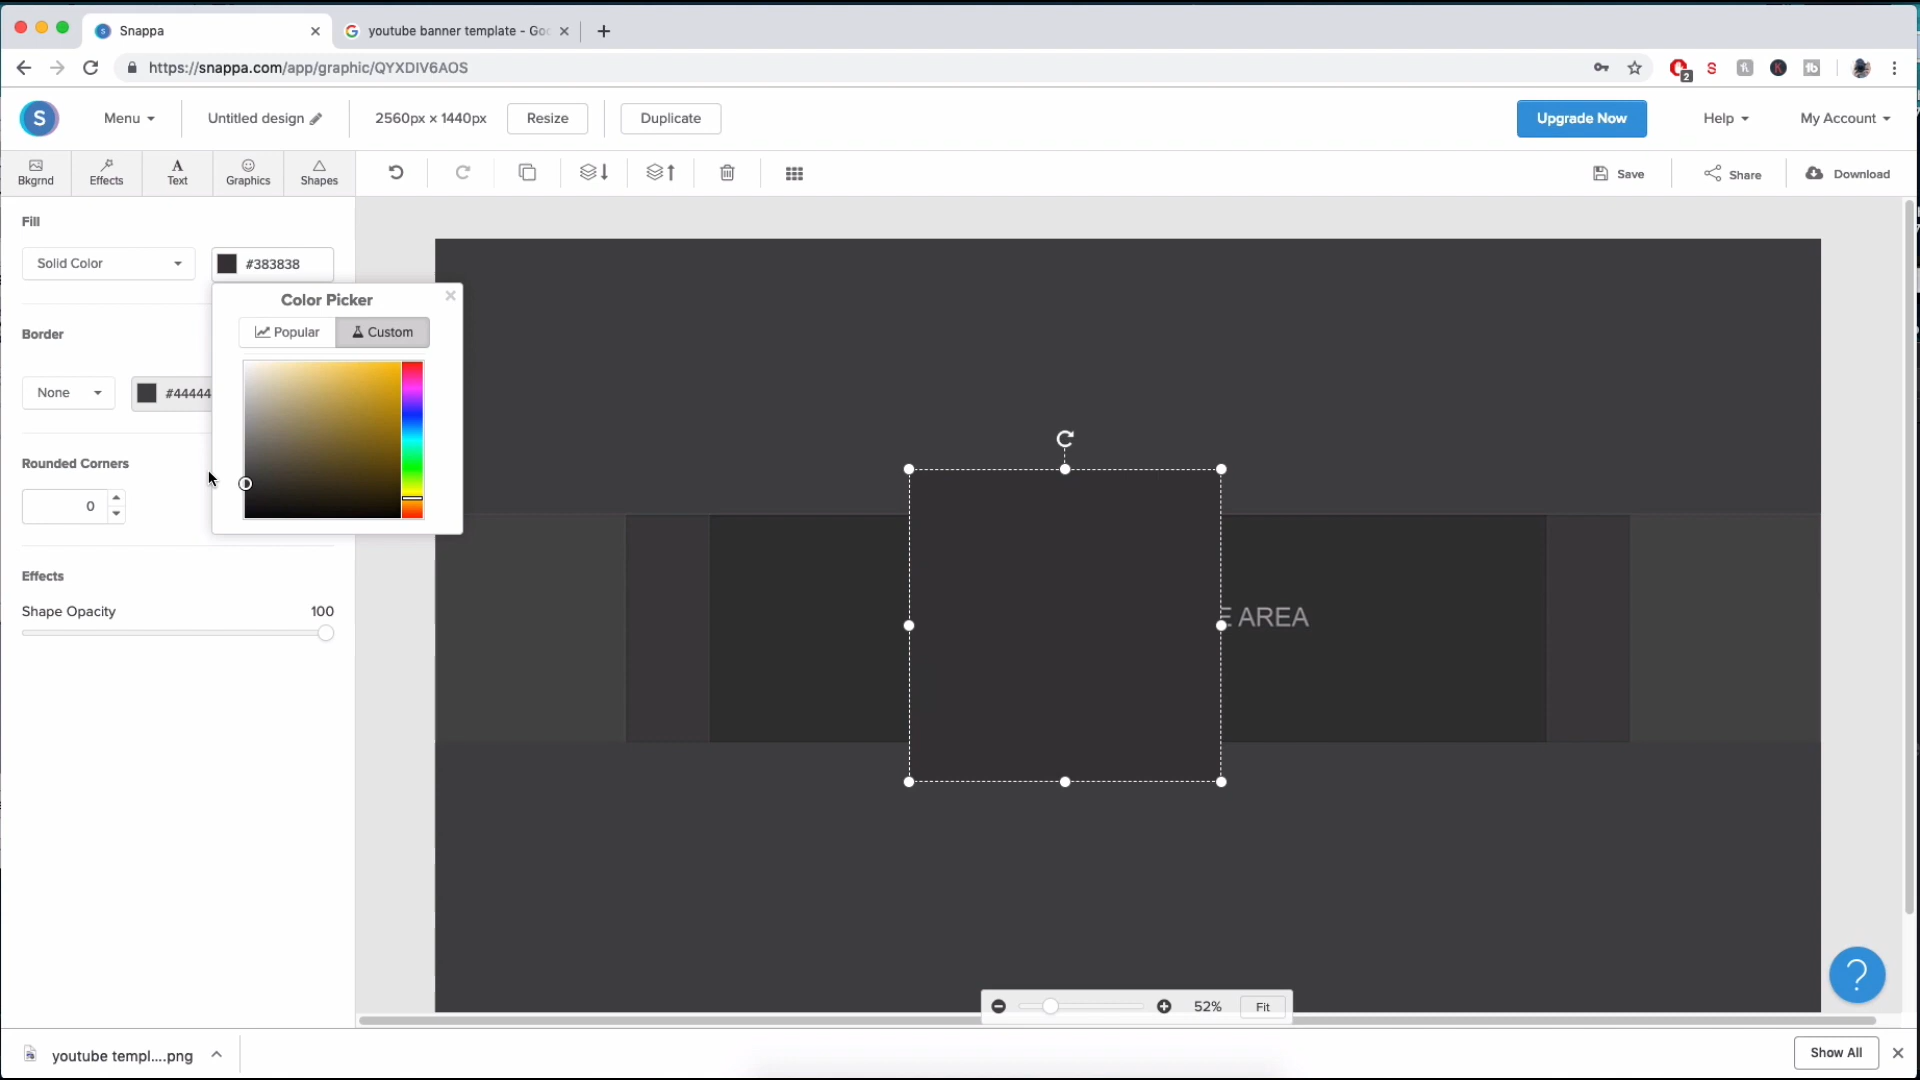 Snappa
youtube banner template - Goo
https://snappa.com/app/graphic/QYXDIV6AOS
2
S
Menu
Untitled design
2560px × 1440px
Resize
Duplicate
Upgrade Now
Help
My Account
Bkgrnd
Effects
Text
Graphics
Shapes
Save
Share
Download
Fill
Solid Color
#383838
Color Picker
Popular
Custom
Border
None
#44444
Rounded Corners
0
Effects
Shape Opacity
100
E AREA
52%
Fit
?
youtube templ....png
Show All